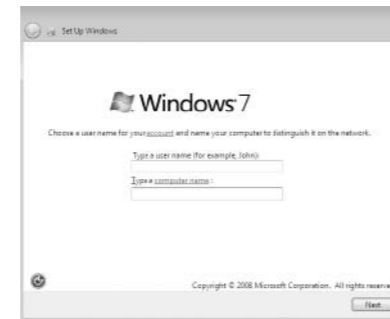 Set Up Windows
Windows 7
Choose a user name for your account and name your computer to distinguish it on the network.
Type a user name (for example, John):
Type a computer name :
Copyright © 2008 Microsoft Corporation. All rights reserve
Next